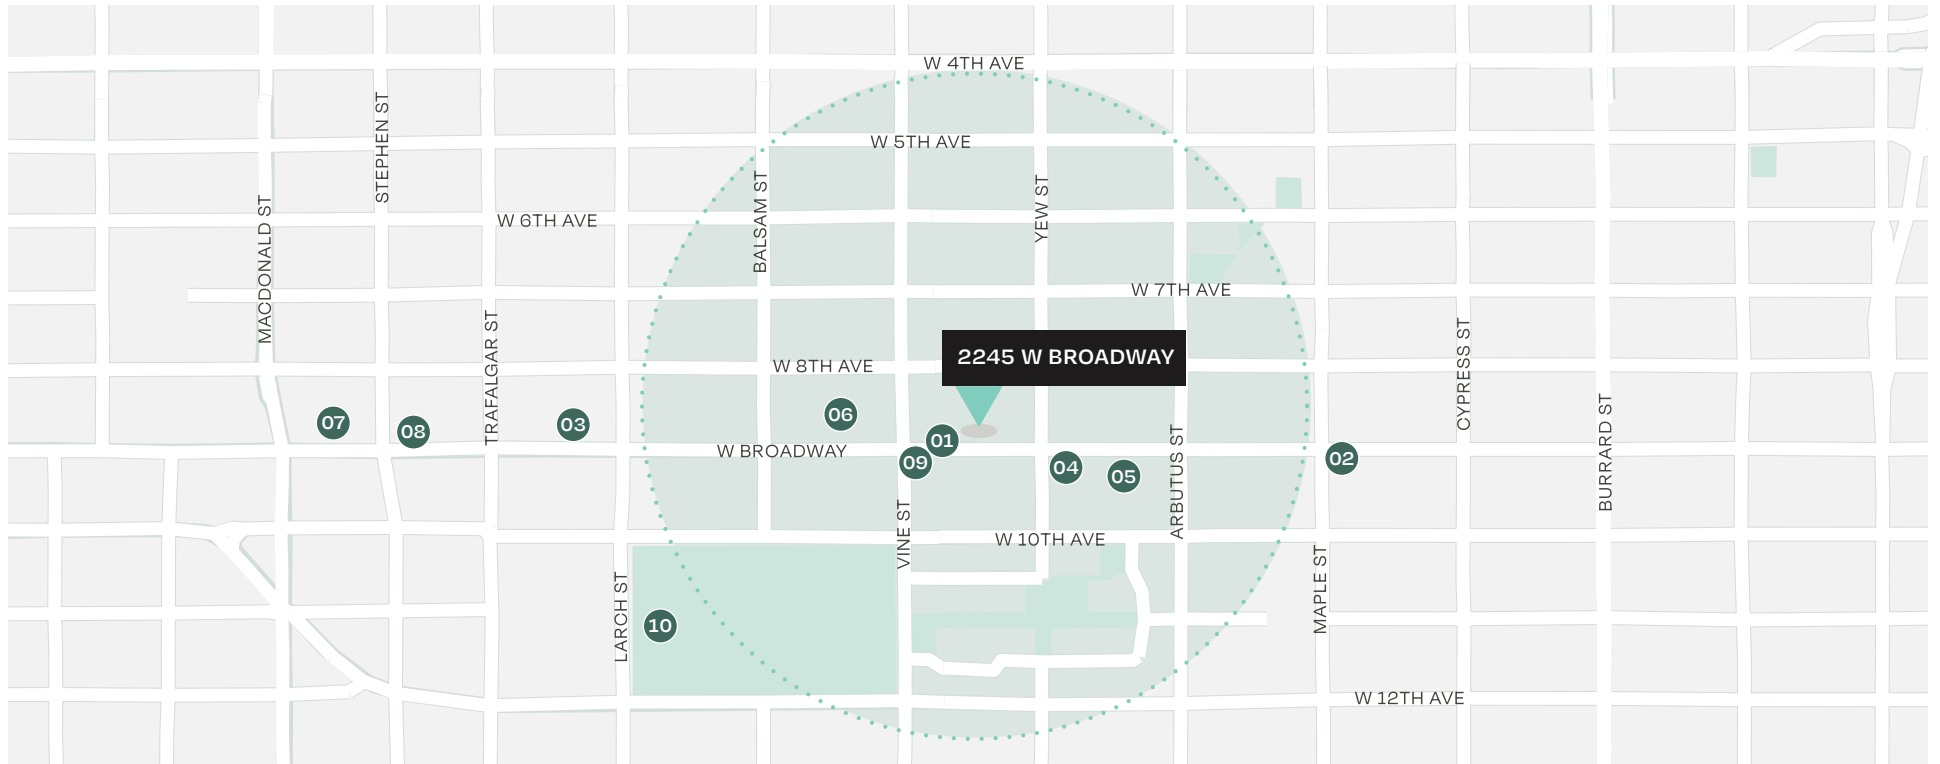 W 4TH AVE
W 5TH AVE
STEPHEN ST
BALSAM ST
YEW ST
MACDONALD ST
W 6TH AVE
W 7TH AVE
TRAFALGAR ST
CYPRESS ST
2245 W BROADWAY
W 8TH AVE
BURRARD ST
07
08
03
06
01
09
W BROADWAY
04
05
ARBUTUS ST
02
VINE ST
W 10TH AVE
LARCH ST
10
MAPLE ST
W 12TH AVE